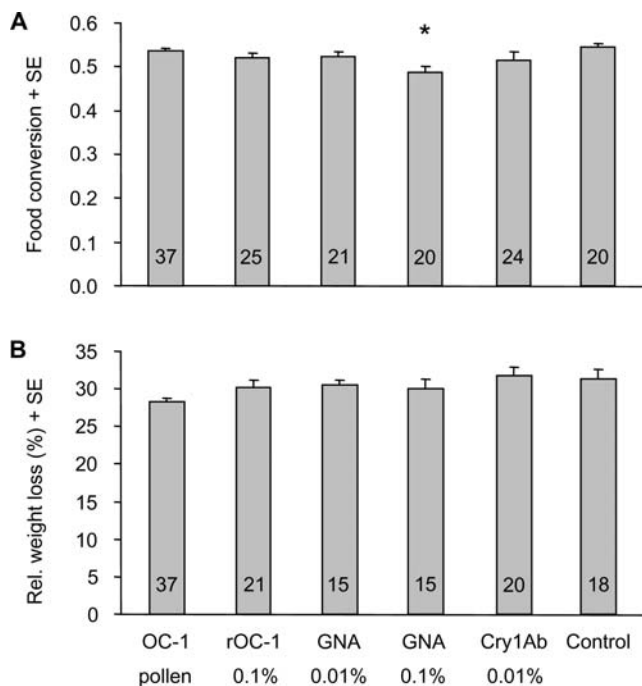 A
Food conversion + SE
0.6
0.5
0.4
0.3
0.2
0.1
0.0
*
37 25 21 20 24 20
B
Rel. weight loss (%) + SE
35
30
25
20
15
10
5
0
37 21 15 15 20 18
OC-1 rOC-1 GNA GNA Cry1Ab Control
pollen 0.1% 0.01% 0.1% 0.01%